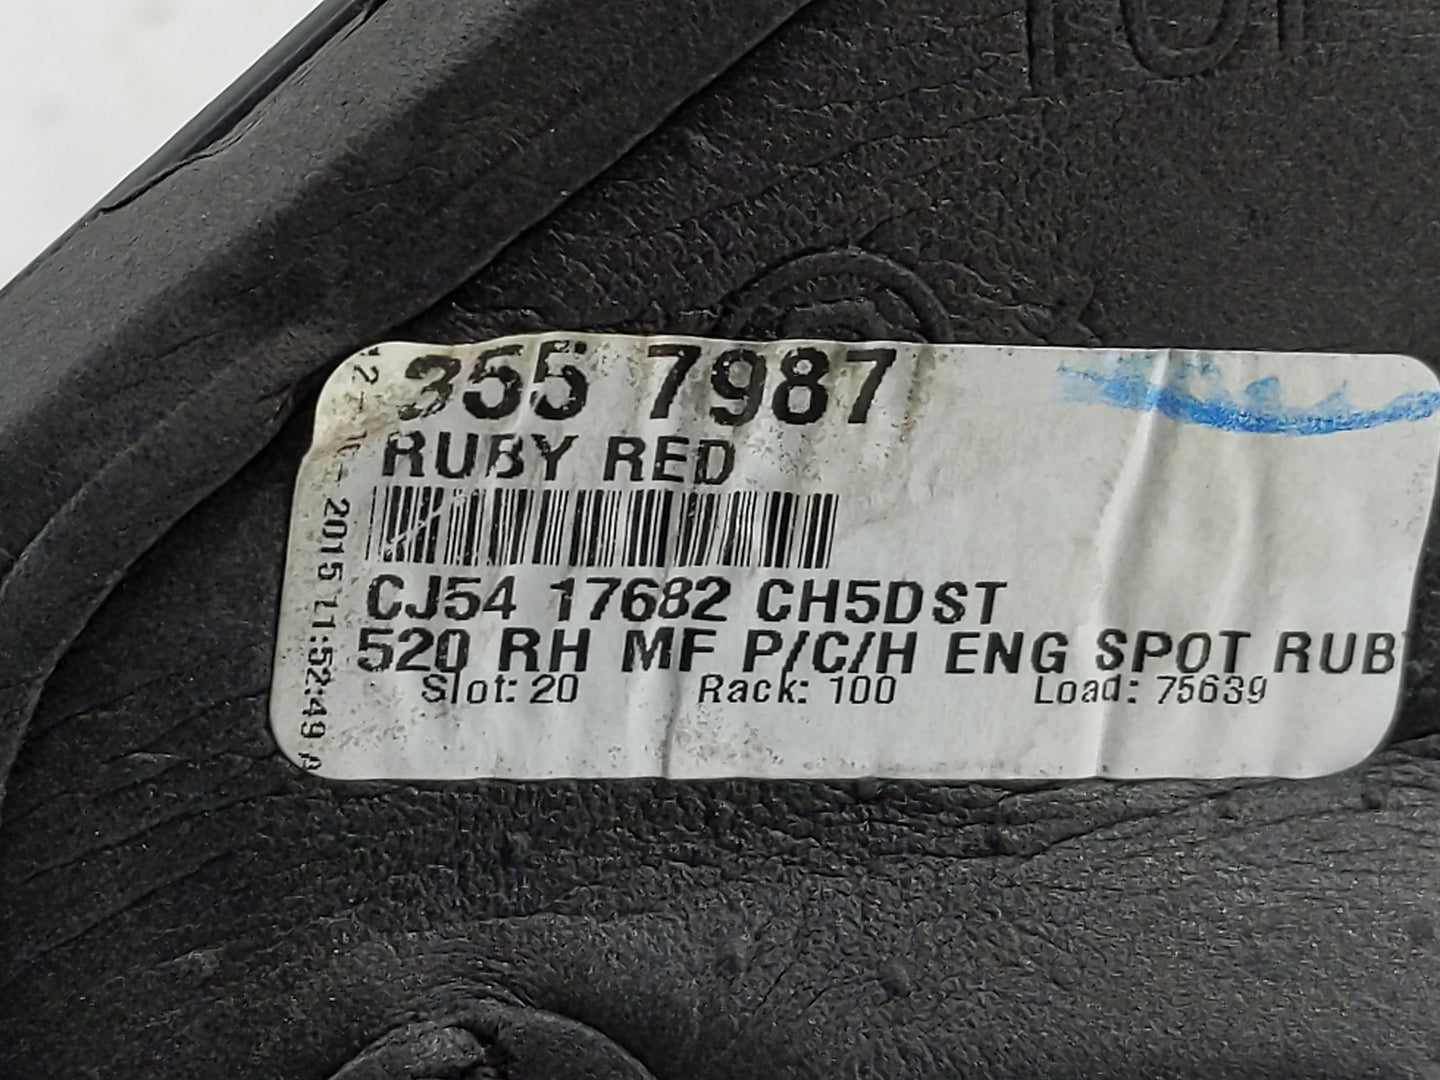 355 7987
RUBY RED
CJ54 17682 CH5DST
520 RH MF P/C/H ENG SPOT RUBY
Slot: 20 Rack: 100 Load: 75639
2015 11:52:49 A